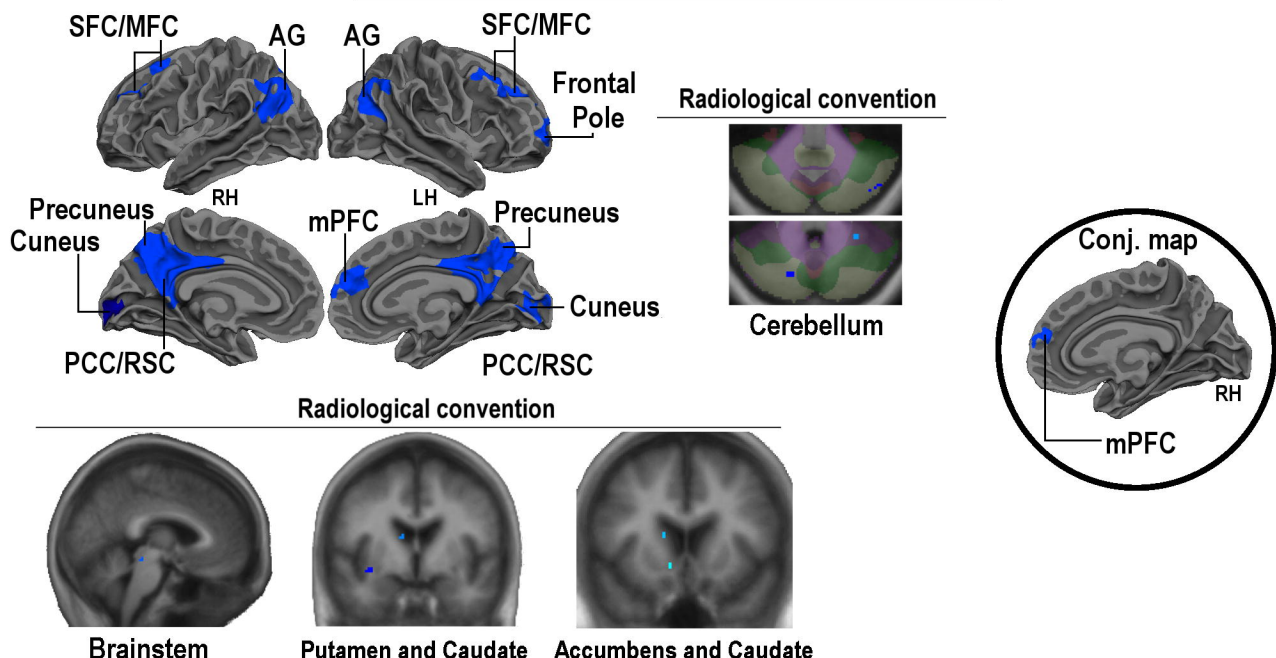 SFC/MFC
AG
AG
SFC/MFC
Frontal
Pole
RH
LH
Precuneus
Cuneus
mPFC
Precuneus
Cuneus
PCC/RSC
PCC/RSC
Radiological convention
Cerebellum
Conj. map
RH
mPFC
Radiological convention
Brainstem
Putamen and Caudate
Accumbens and Caudate